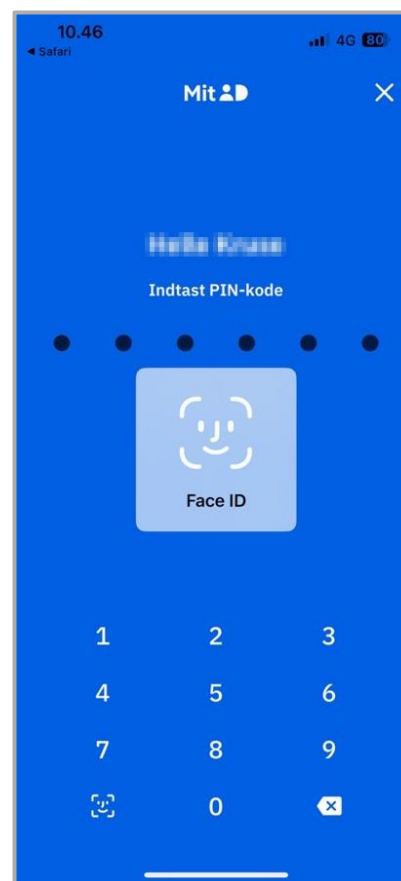 10.46
◀ Safari
4G 80
Mit
Indtast PIN-kode
Face ID
1 2 3
4 5 6
7 8 9
0